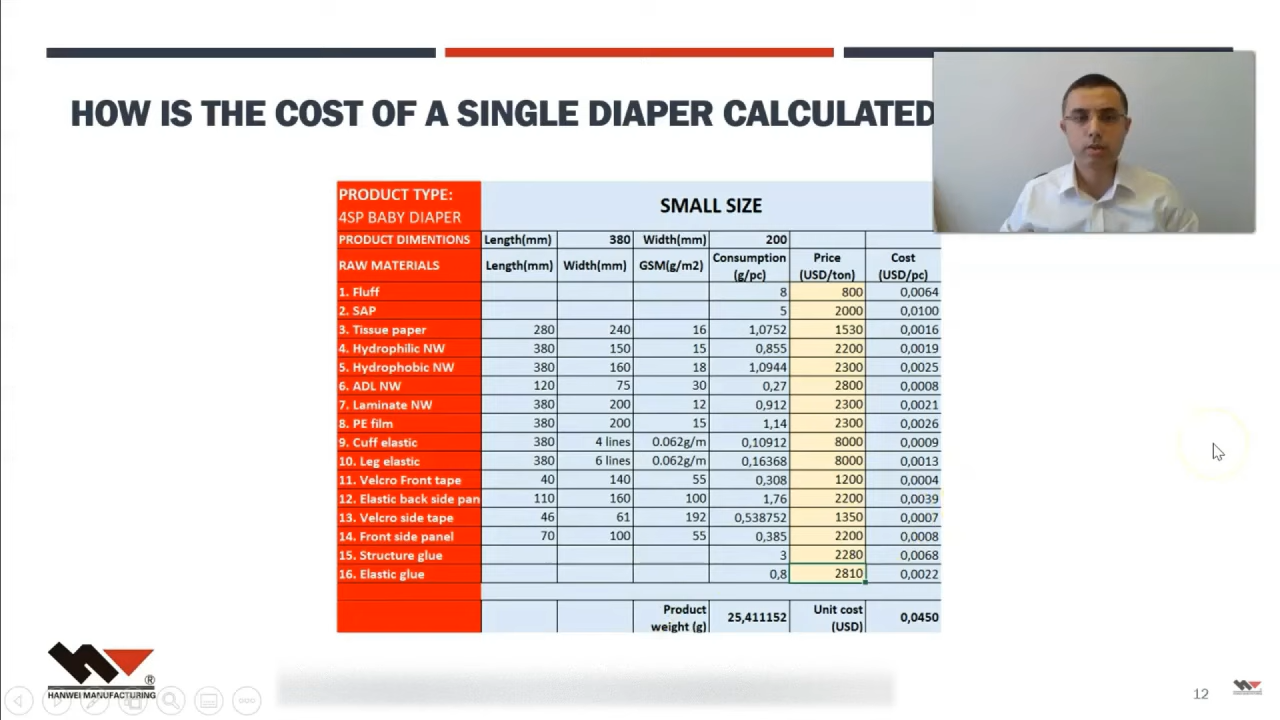 HOW IS THE COST OF A SINGLE DIAPER CALCULATED
PRODUCT TYPE:
4SP BABY DIAPER
SMALL SIZE
PRODUCT DIMENTIONS Length(mm) 380 Width(mm) 200
RAW MATERIALS Length(mm) Width(mm) GSM(g/m2) Consumption (g/pc) Price (USD/ton) Cost (USD/pc)
1. Fluff 8 800 0,0064
2. SAP 5 2000 0,0100
3. Tissue paper 280 240 16 1,0752 1530 0,0016
4. Hydrophilic NW 380 150 15 0,855 2200 0,0019
5. Hydrophobic NW 380 160 18 1,0944 2300 0,0025
6. ADL NW 120 75 30 0,27 2800 0,0008
7. Laminate NW 380 200 12 0,912 2300 0,0021
8. PE film 380 200 15 1,14 2300 0,0026
9. Cuff elastic 380 4 lines 0.062g/m 0,10912 8000 0,0009
10. Leg elastic 380 6 lines 0.062g/m 0,16368 8000 0,0013
11. Velcro Front tape 40 140 55 0,308 1200 0,0004
12. Elastic back side pan 110 160 100 1,76 2200 0,0039
13. Velcro side tape 46 61 192 0,538752 1350 0,0007
14. Front side panel 70 100 55 0,385 2200 0,0008
15. Structure glue 3 2280 0,0068
16. Elastic glue 0,8 2810 0,0022
Product weight (g) 25,411152 Unit cost (USD) 0,0450
®
HANWEI MANUFACTURING
12